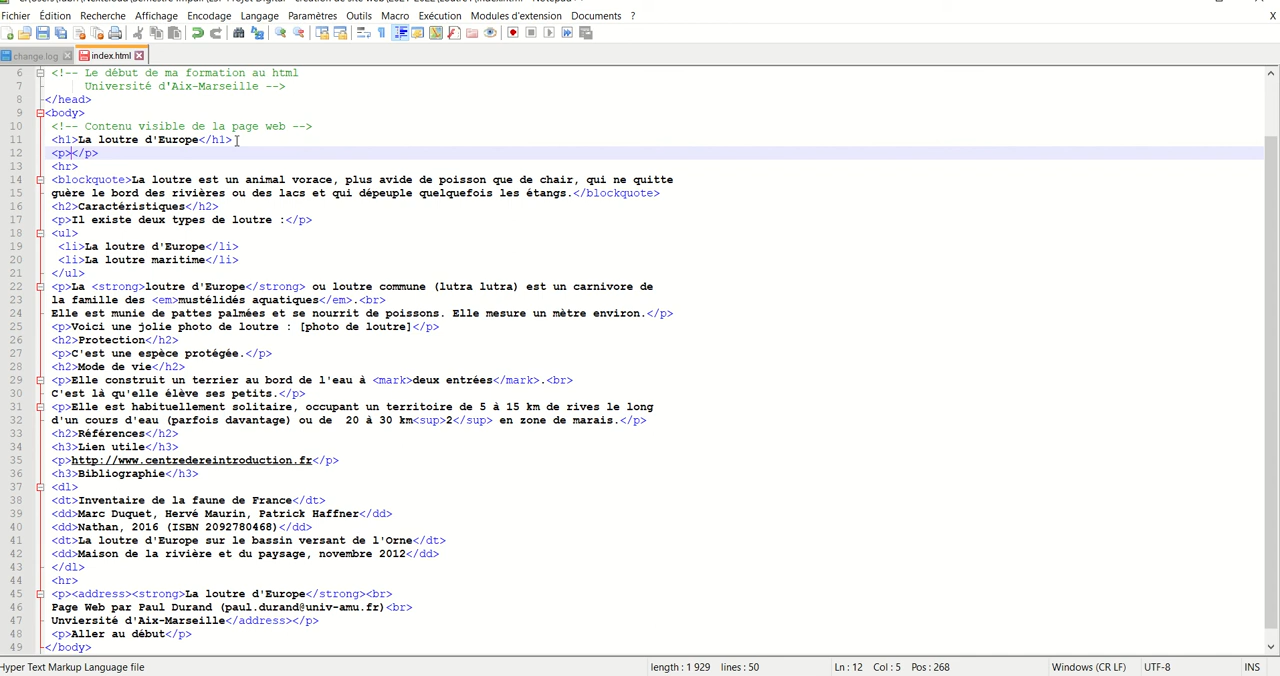 Fichier Édition Recherche Affichage Encodage Langage Paramètres Outils Macro Exécution Modules d'extension Documents ? X
change.log index.html
6 <!-- Le début de ma formation au html
7 Université d'Aix-Marseille -->
8 </head>
9 <body>
10 <!-- Contenu visible de la page web -->
11 <h1>La loutre d'Europe</h1>
12 <p></p>
13 <hr>
14 <blockquote>La loutre est un animal vorace, plus avide de poisson que de chair, qui ne quitte
15 guère le bord des rivières ou des lacs et qui dépeuple quelquefois les étangs.</blockquote>
16 <h2>Caractéristiques</h2>
17 <p>Il existe deux types de loutre :</p>
18 <ul>
19 <li>La loutre d'Europe</li>
20 <li>La loutre maritime</li>
21 </ul>
22 <p>La <strong>loutre d'Europe</strong> ou loutre commune (lutra lutra) est un carnivore de
23 la famille des <em>mustélidés aquatiques</em>.<br>
24 Elle est munie de pattes palmées et se nourrit de poissons. Elle mesure un mètre environ.</p>
25 <p>Voici une jolie photo de loutre : [photo de loutre]</p>
26 <h2>Protection</h2>
27 <p>C'est une espèce protégée.</p>
28 <h2>Mode de vie</h2>
29 <p>Elle construit un terrier au bord de l'eau à <mark>deux entrées</mark>.<br>
30 C'est là qu'elle élève ses petits.</p>
31 <p>Elle est habituellement solitaire, occupant un territoire de 5 à 15 km de rives le long
32 d'un cours d'eau (parfois davantage) ou de  20 à 30 km<sup>2</sup> en zone de marais.</p>
33 <h2>Références</h2>
34 <h3>Lien utile</h3>
35 <p>http://www.centredereintroduction.fr</p>
36 <h3>Bibliographie</h3>
37 <dl>
38 <dt>Inventaire de la faune de France</dt>
39 <dd>Marc Duquet, Hervé Maurin, Patrick Haffner</dd>
40 <dd>Nathan, 2016 (ISBN 2092780468)</dd>
41 <dt>La loutre d'Europe sur le bassin versant de l'Orne</dt>
42 <dd>Maison de la rivière et du paysage, novembre 2012</dd>
43 </dl>
44 <hr>
45 <p><address><strong>La loutre d'Europe</strong><br>
46 Page Web par Paul Durand (paul.durand@univ-amu.fr)<br>
47 Unviersité d'Aix-Marseille</address></p>
48 <p>Aller au début</p>
49 </body>
Hyper Text Markup Language file length : 1 929 lines : 50 Ln : 12 Col : 5 Pos : 268 Windows (CR LF) UTF-8 INS